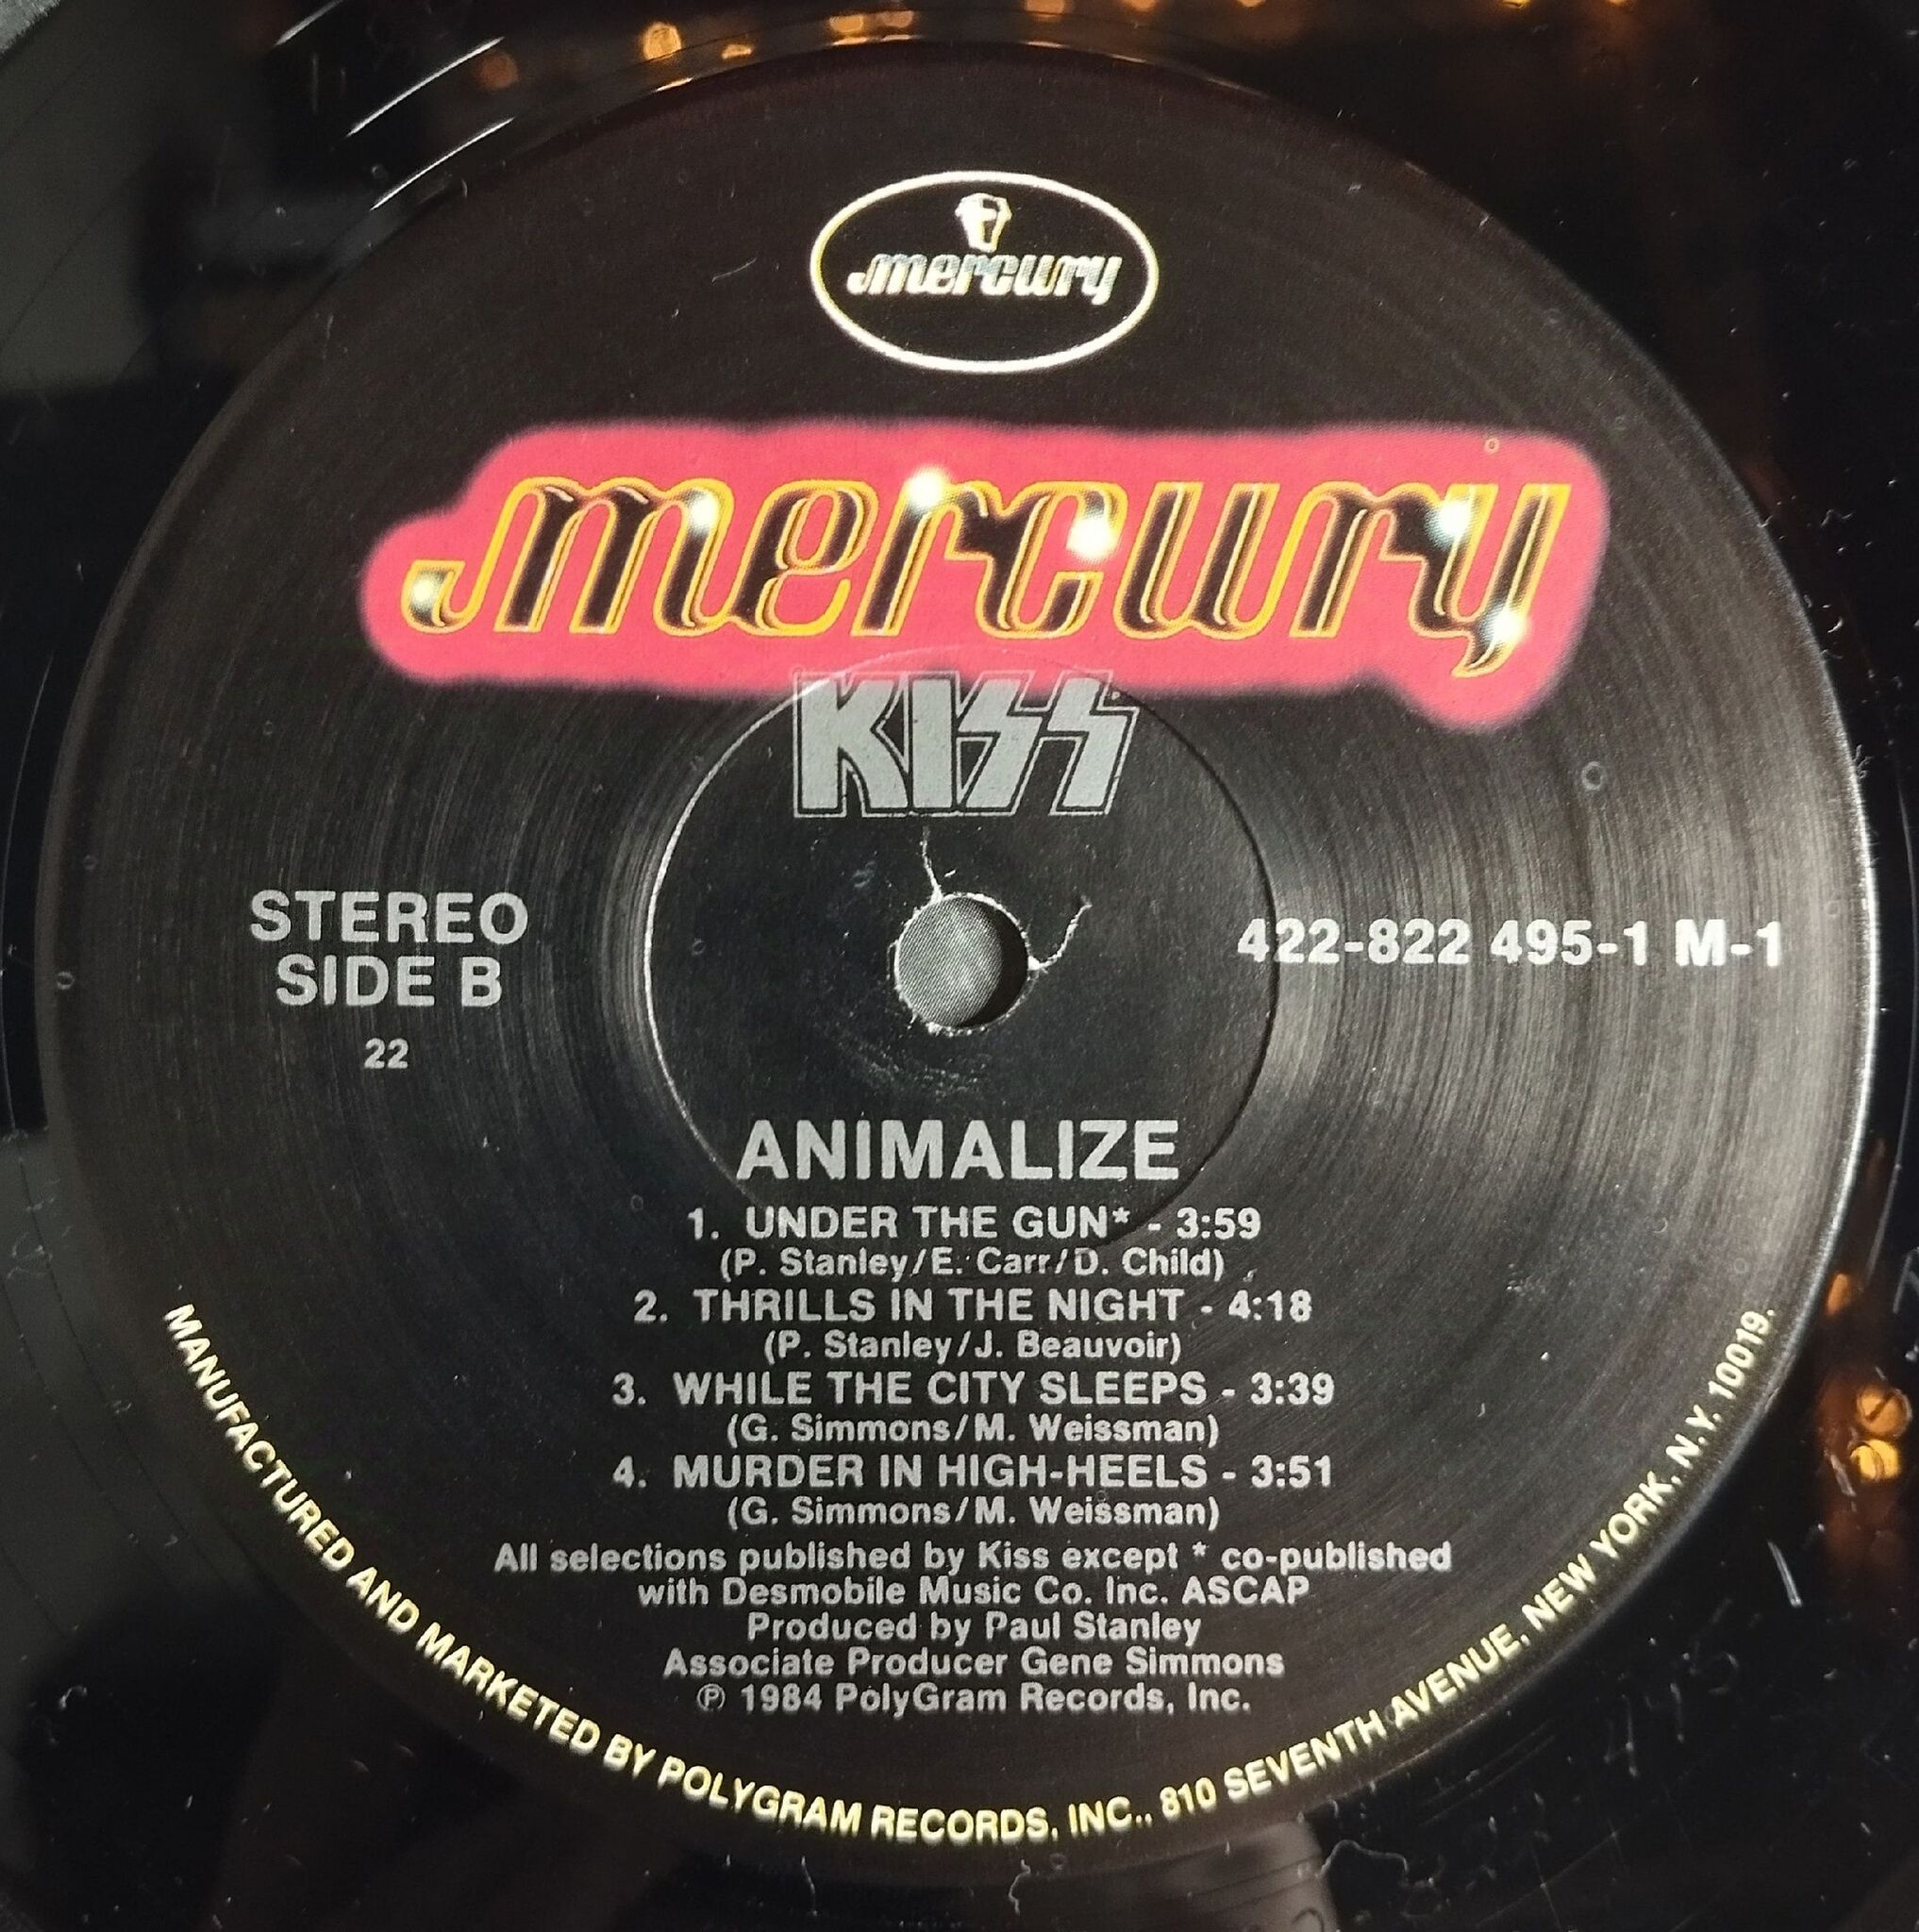 mercury
mercury
KISS
STEREO
SIDE B
22
422-822 495-1 M-1
ANIMALIZE
1. UNDER THE GUN* - 3:59
(P. Stanley/E. Carr/D. Child)
2. THRILLS IN THE NIGHT - 4:18
(P. Stanley/J. Beauvoir)
3. WHILE THE CITY SLEEPS - 3:39
(G. Simmons/M. Weissman)
4. MURDER IN HIGH-HEELS - 3:51
(G. Simmons/M. Weissman)
All selections published by Kiss except * co-published
with Desmobile Music Co. Inc. ASCAP
Produced by Paul Stanley
Associate Producer Gene Simmons
℗ 1984 PolyGram Records, Inc.
MANUFACTURED AND MARKETED BY POLYGRAM RECORDS, INC., 810 SEVENTH AVENUE, NEW YORK, N.Y. 10019.